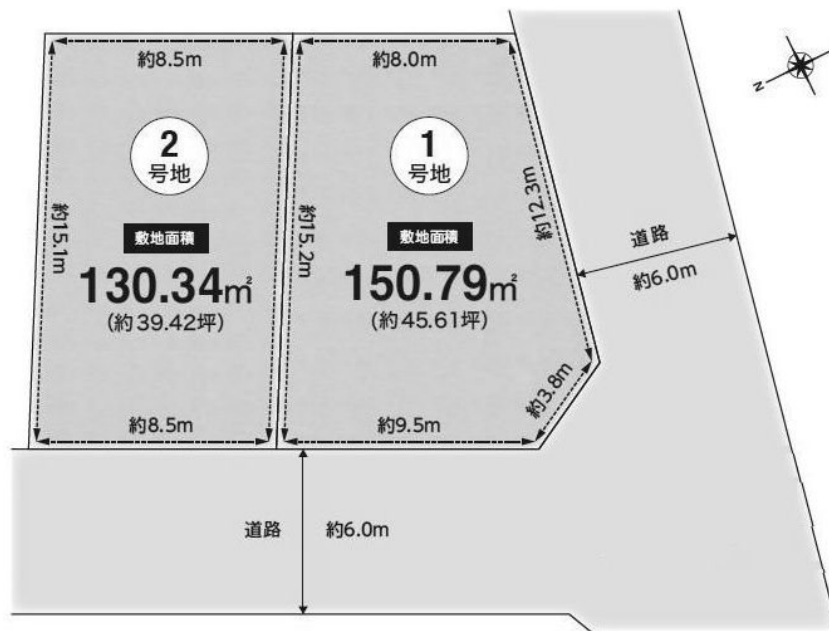 約8.5m
約8.0m
N
2
号地
1
号地
約15.1m
約15.2m
約12.3m
敷地面積
130.34㎡
(約39.42坪)
敷地面積
150.79㎡
(約45.61坪)
道路
約6.0m
約3.8m
約8.5m
約9.5m
道路
約6.0m